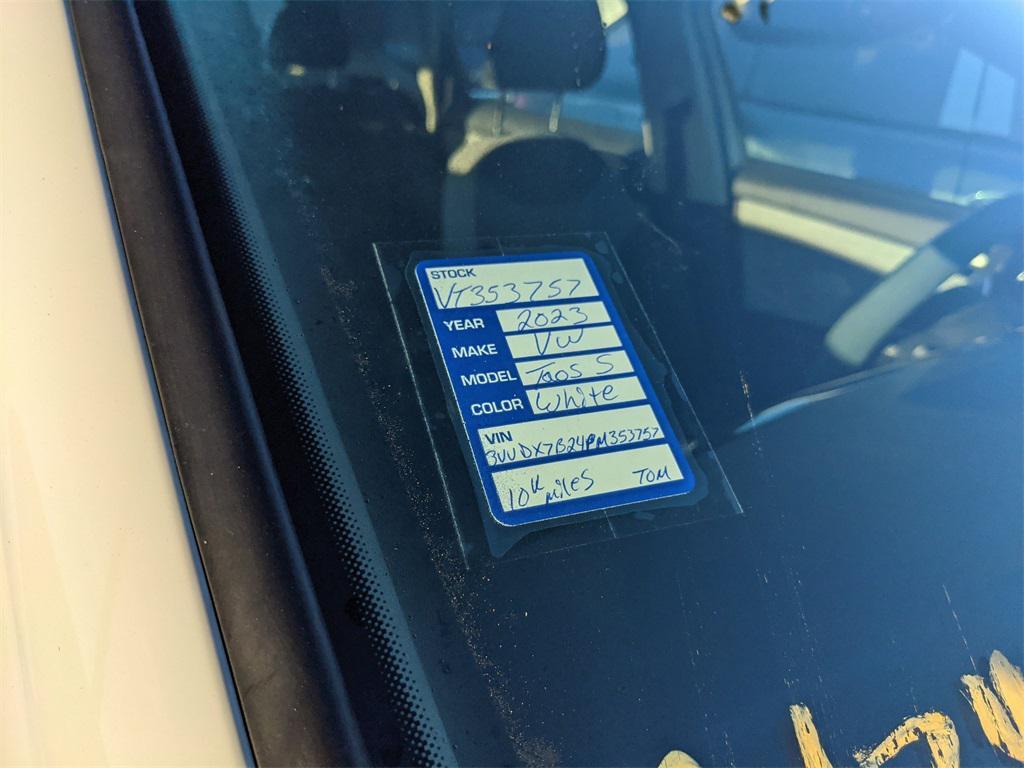 STOCK
VT353757
YEAR 2023
MAKE VW
MODEL Taos S
COLOR White
VIN
3VVDX7B24PM353757
10K miles TOM